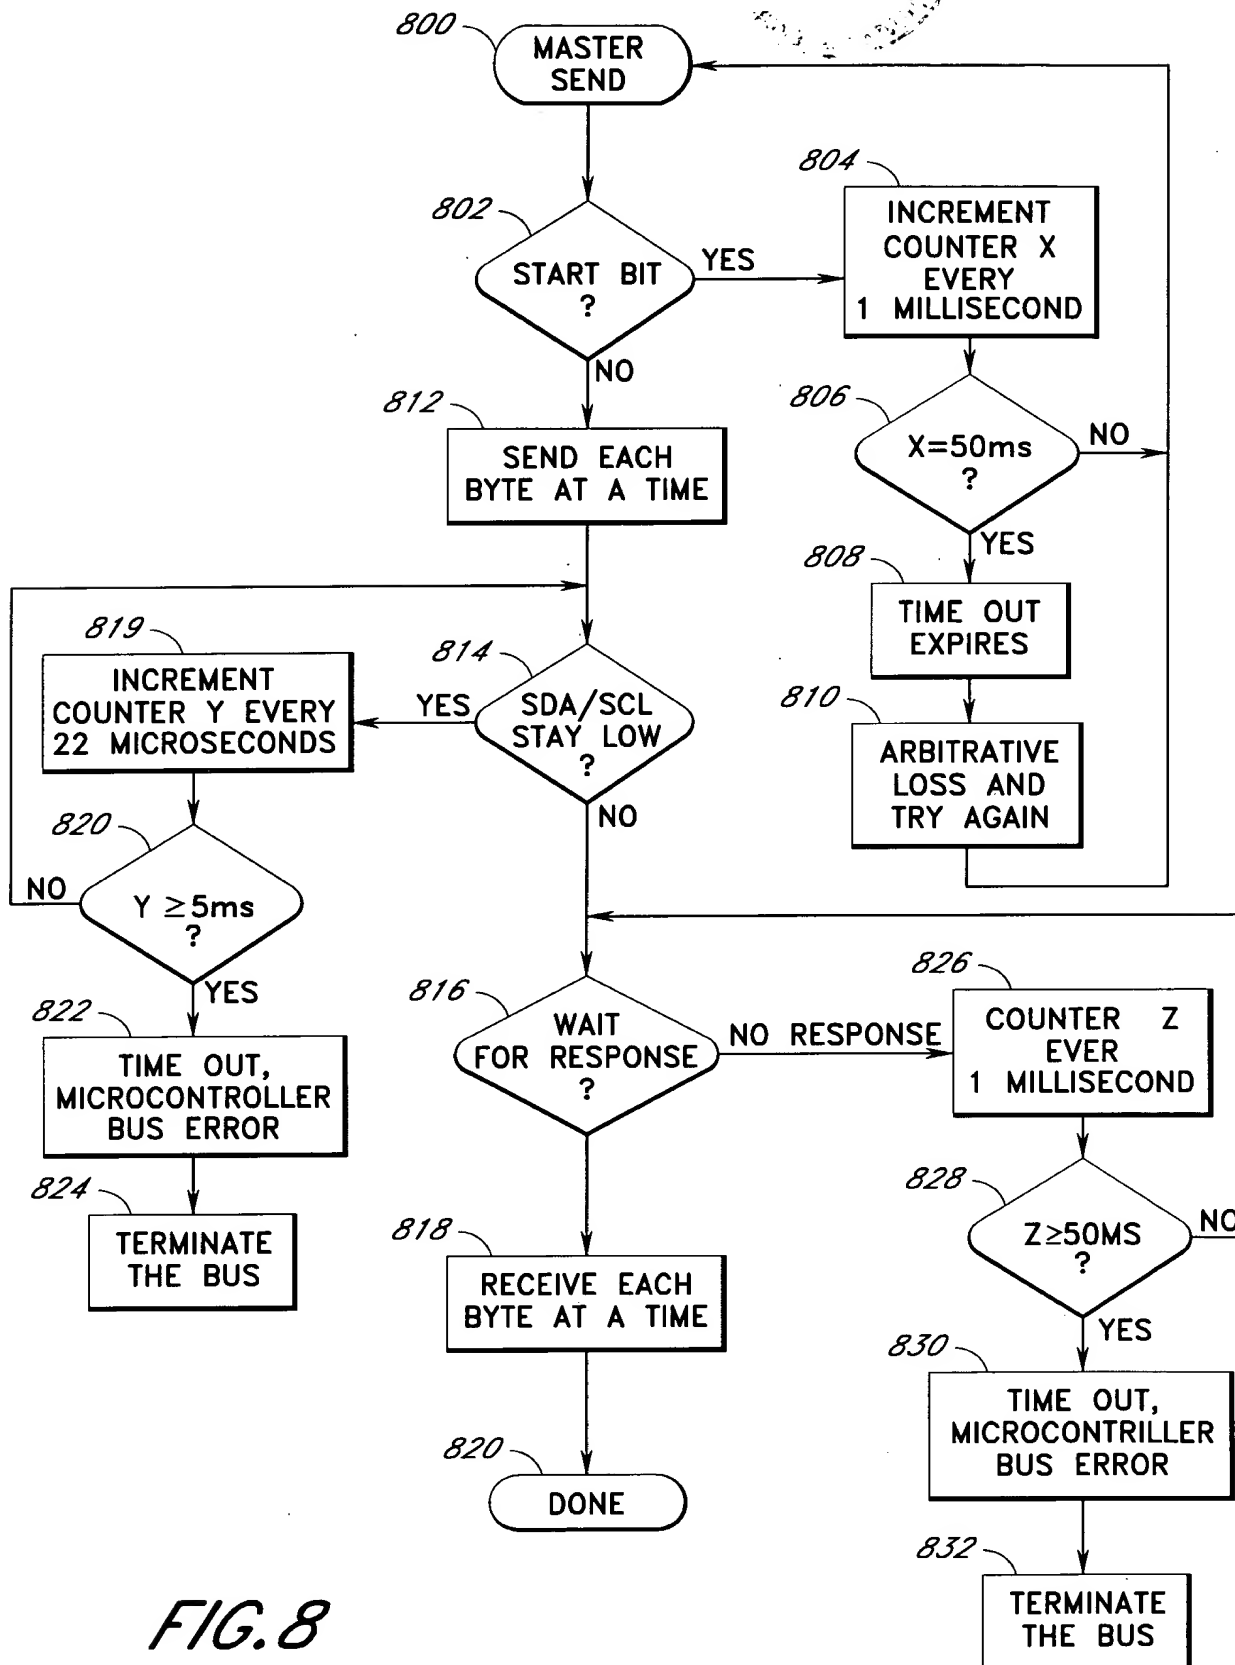 800
MASTER
SEND
802
START BIT
?
YES
NO
804
INCREMENT
COUNTER X
EVERY
1 MILLISECOND
806
X=50ms
?
NO
YES
808
TIME OUT
EXPIRES
810
ARBITRATIVE
LOSS AND
TRY AGAIN
812
SEND EACH
BYTE AT A TIME
814
SDA/SCL
STAY LOW
?
YES
NO
819
INCREMENT
COUNTER Y EVERY
22 MICROSECONDS
820
Y ≥5ms
?
NO
YES
822
TIME OUT,
MICROCONTROLLER
BUS ERROR
824
TERMINATE
THE BUS
816
WAIT
FOR RESPONSE
?
NO RESPONSE
826
COUNTER Z
EVER
1 MILLISECOND
828
Z≥50MS
?
NO
YES
830
TIME OUT,
MICROCONTRILLER
BUS ERROR
832
TERMINATE
THE BUS
818
RECEIVE EACH
BYTE AT A TIME
820
DONE
FIG.8